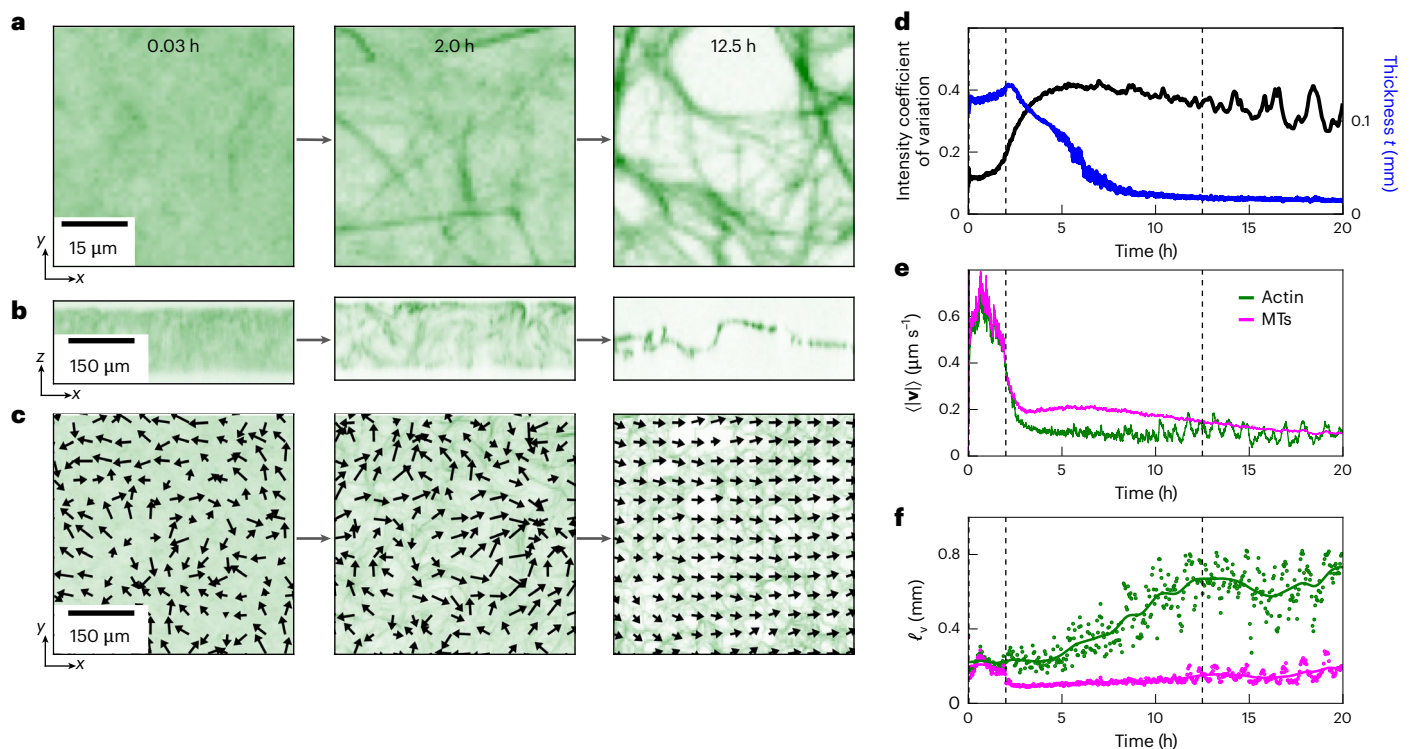 a
0.03 h
2.0 h
12.5 h
15 µm
y
x
b
150 µm
z
x
c
150 µm
y
x
d
Intensity coefficient
of variation
0.4
0.2
0
0.1
0
Thickness t (mm)
0 5 10 15 20
Time (h)
e
⟨|v|⟩ (µm s⁻¹)
0.6
0.4
0.2
0
Actin
MTs
0 5 10 15 20
Time (h)
f
ℓᵥ (mm)
0.8
0.4
0
0 5 10 15 20
Time (h)